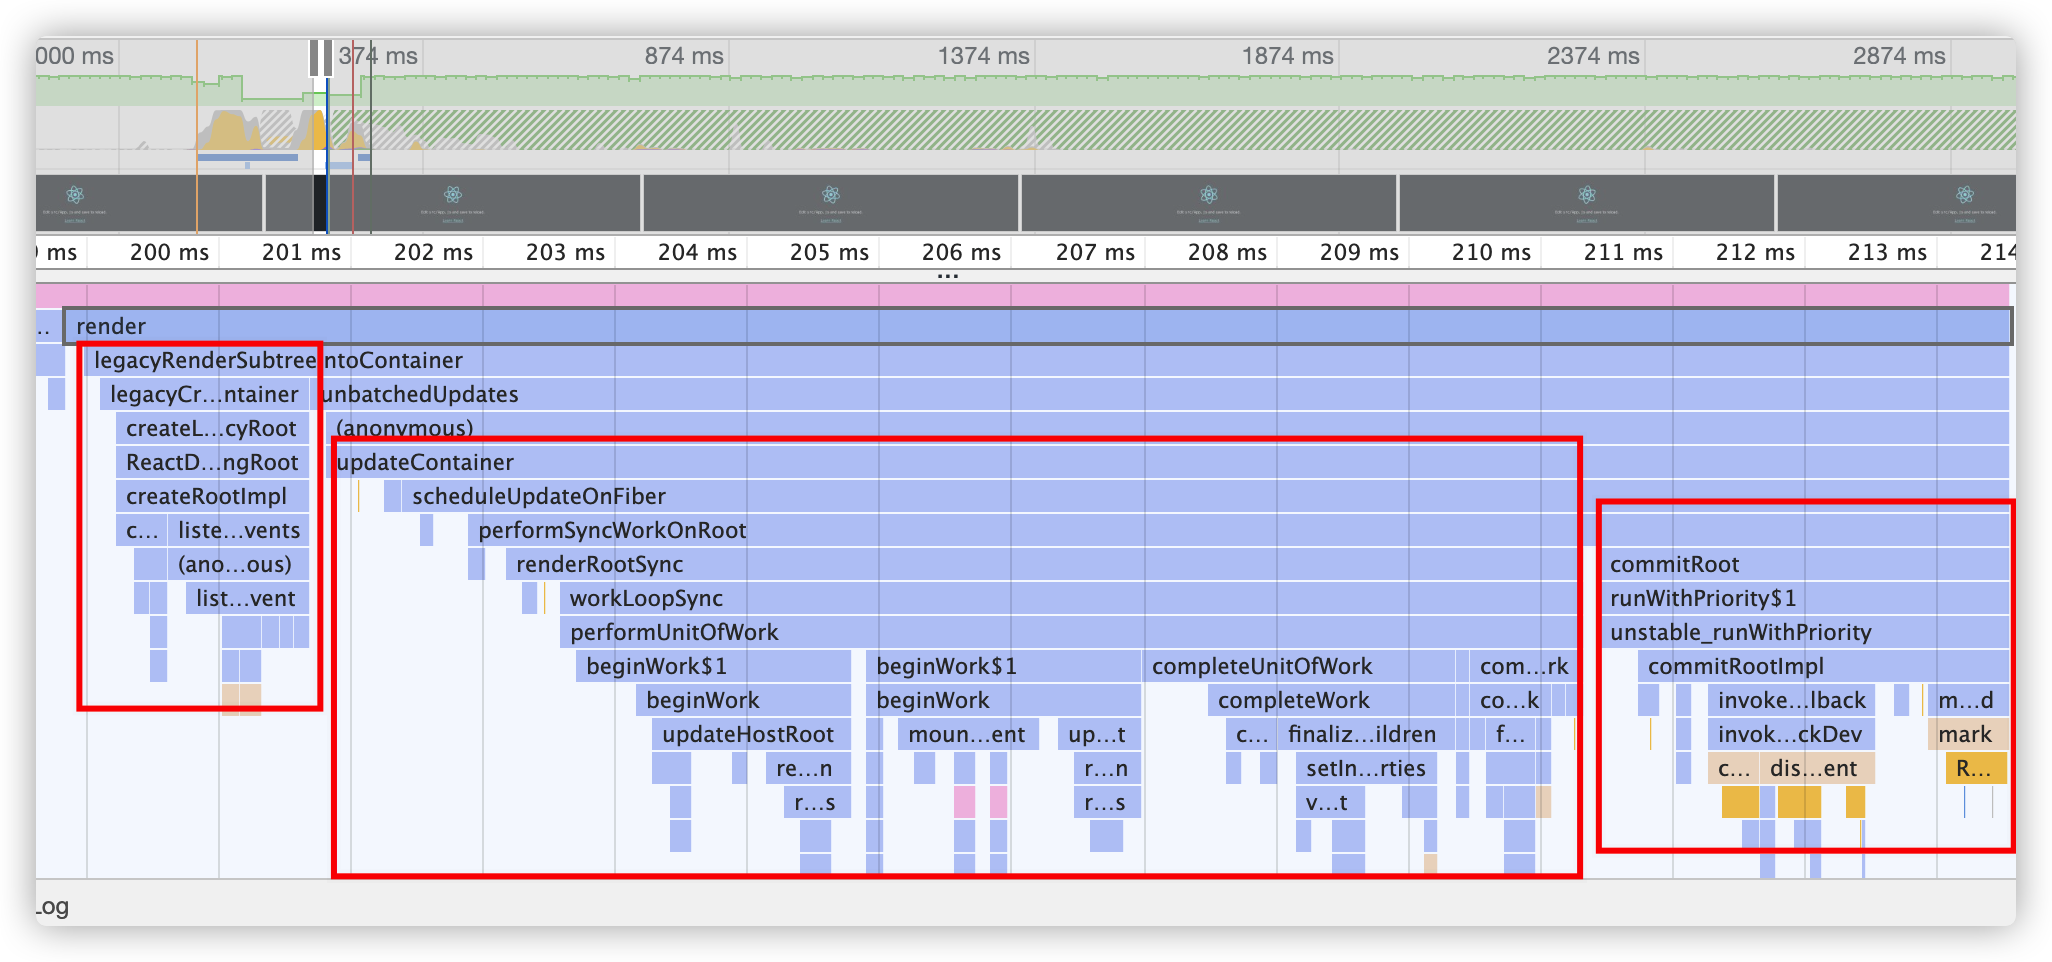 000 ms 374 ms 874 ms 1374 ms 1874 ms 2374 ms 2874 ms
ms 200 ms 201 ms 202 ms 203 ms 204 ms 205 ms 206 ms 207 ms 208 ms 209 ms 210 ms 211 ms 212 ms 213 ms 214
...
.. render
legacyRenderSubtreeIntoContainer
legacyCr...ntainer unbatchedUpdates
createL...cyRoot (anonymous)
ReactD...ngRoot updateContainer
createRootImpl scheduleUpdateOnFiber
c... liste...vents performSyncWorkOnRoot
(ano...ous) renderRootSync commitRoot
list...vent workLoopSync runWithPriority$1
performUnitOfWork unstable_runWithPriority
beginWork$1 beginWork$1 completeUnitOfWork com...rk commitRootImpl
beginWork beginWork completeWork co...k invoke...lback m...d
updateHostRoot moun...ent up...t c... finaliz...ildren f... invok...ckDev mark
re...n r...n setIn...rties c... dis...ent R...
r...s r...s v...t
Log